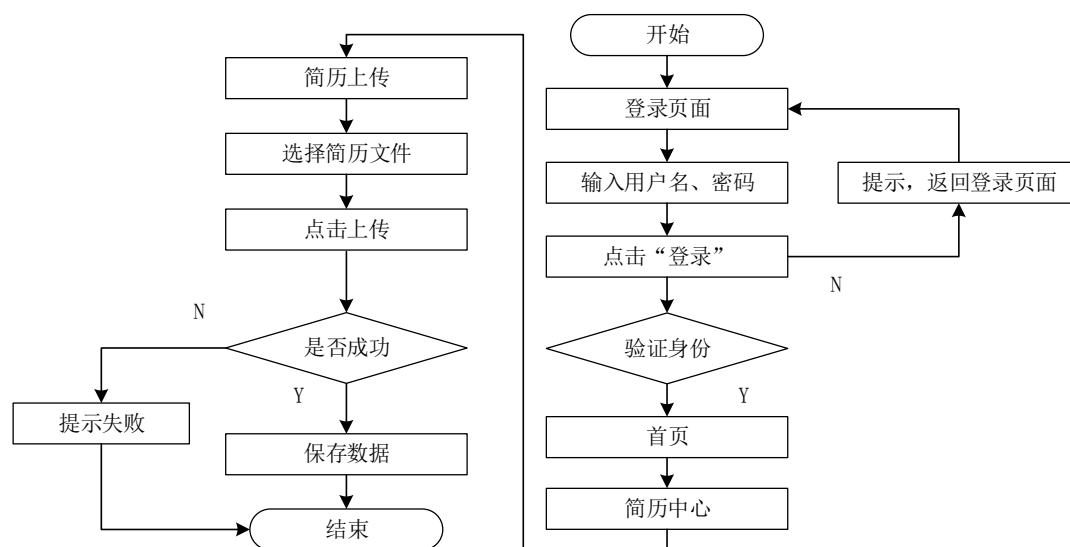 开始
登录页面
输入用户名、密码
提示，返回登录页面
点击“登录”
N
验证身份
Y
首页
简历中心
简历上传
选择简历文件
点击上传
N
是否成功
Y
提示失败
保存数据
结束